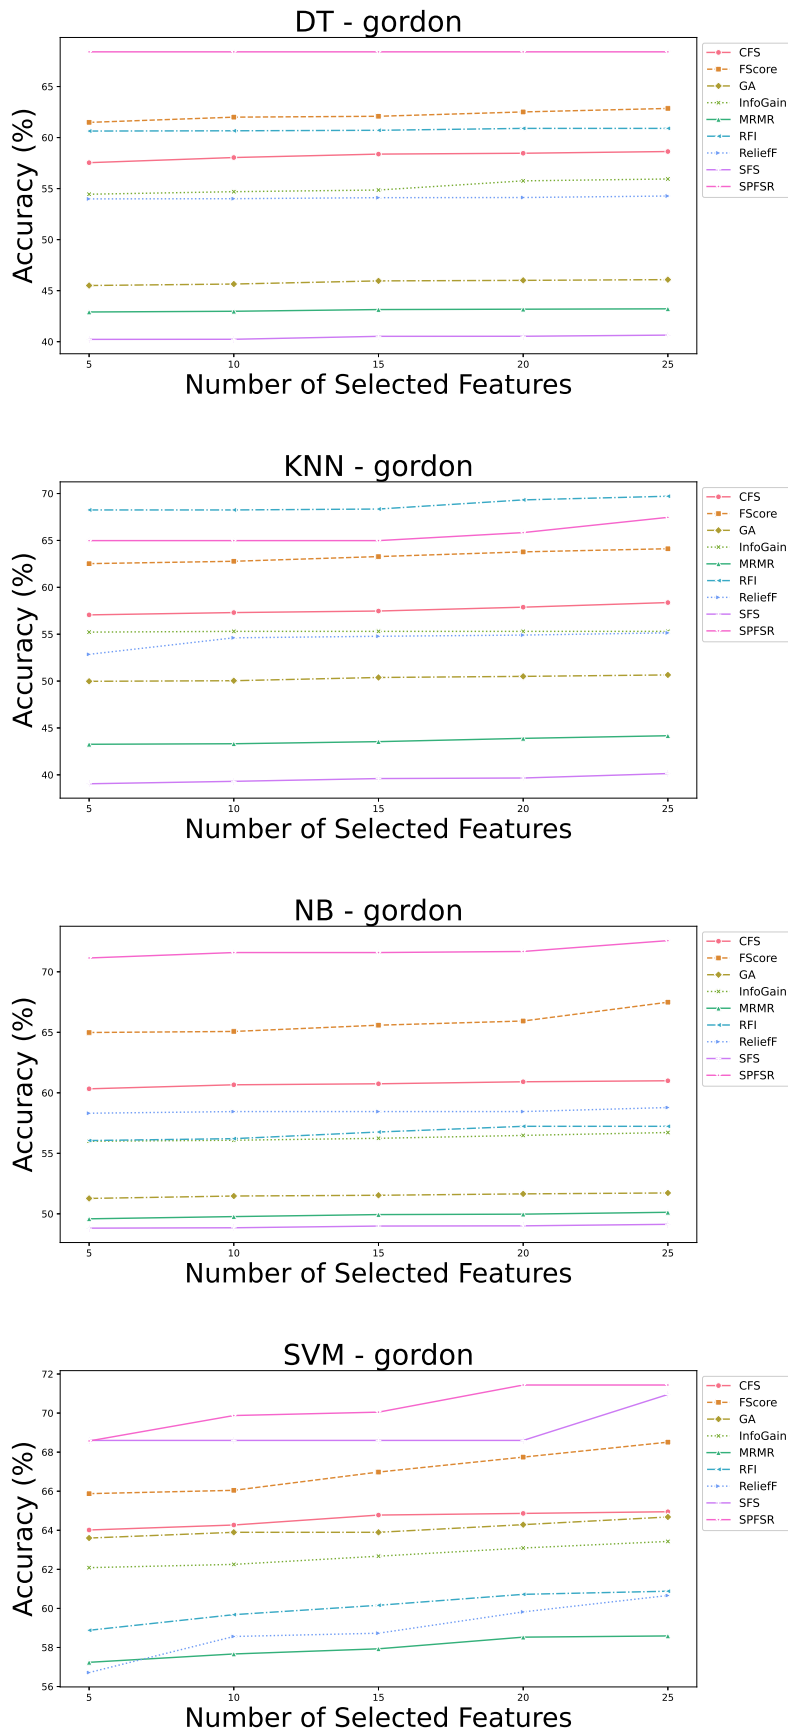 DT - gordon
Accuracy (%)
65
60
55
50
45
40
5 10 15 20 25
Number of Selected Features
CFS
FScore
GA
InfoGain
MRMR
RFI
ReliefF
SFS
SPFSR
KNN - gordon
Accuracy (%)
70
65
60
55
50
45
40
5 10 15 20 25
Number of Selected Features
CFS
FScore
GA
InfoGain
MRMR
RFI
ReliefF
SFS
SPFSR
NB - gordon
Accuracy (%)
70
65
60
55
50
5 10 15 20 25
Number of Selected Features
CFS
FScore
GA
InfoGain
MRMR
RFI
ReliefF
SFS
SPFSR
SVM - gordon
Accuracy (%)
72
70
68
66
64
62
60
58
56
5 10 15 20 25
Number of Selected Features
CFS
FScore
GA
InfoGain
MRMR
RFI
ReliefF
SFS
SPFSR